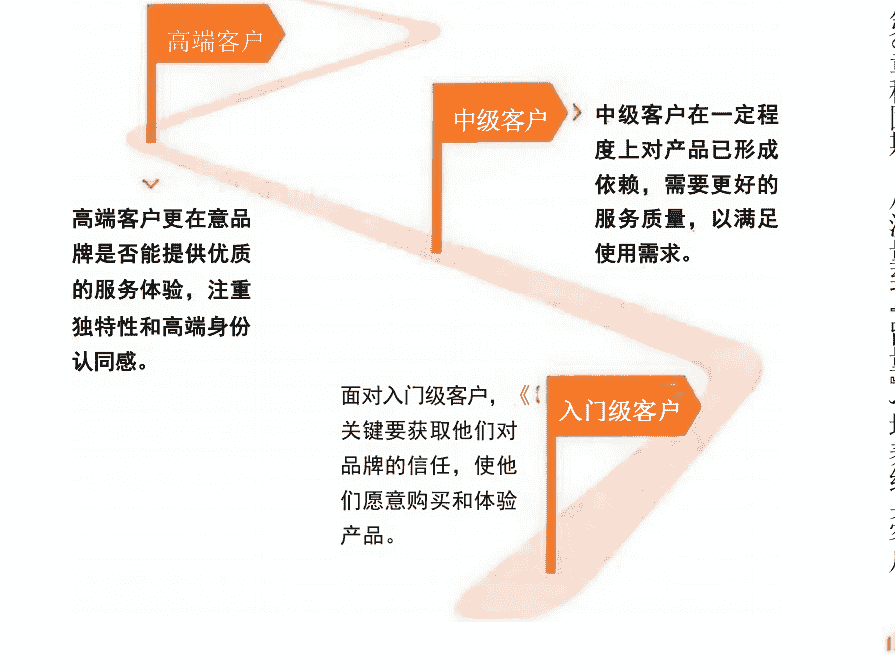 高端客户
高端客户更在意品
牌是否能提供优质
的服务体验，注重
独特性和高端身份
认同感。
中级客户
中级客户在一定程
度上对产品已形成
依赖，需要更好的
服务质量，以满足
使用需求。
入门级客户
面对入门级客户，
关键要获取他们对
品牌的信任，使他
们愿意购买和体验
产品。